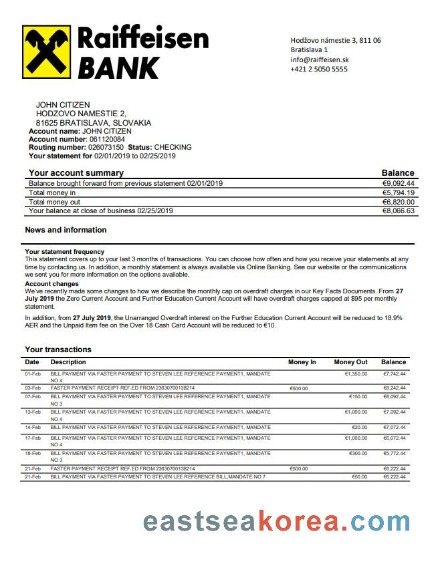 Raiffeisen
BANK
Hodžovo námestie 3, 811 06
Bratislava 1
info@raiffeisen.sk
+421 2 5050 5555
JOHN CITIZEN
HODZOVO NAMESTIE 2,
81625 BRATISLAVA, SLOVAKIA
Account name: JOHN CITIZEN
Account number: 061120084
Routing number: 026073150 Status: CHECKING
Your statement for 02/01/2019 to 02/25/2019
Your account summary Balance
Balance brought forward from previous statement 02/01/2019 €9,092.44
Total money in €5,794.19
Total money out €6,820.00
Your balance at close of business 02/25/2019 €8,066.63
News and information
Your statement frequency
This statement covers up to your last 3 months of transactions. You can choose how often and how you receive your statements at any
time by contacting us. In addition, a monthly statement is always available via Online Banking. See our website or the communications
we sent you for more information on the options available.
Account changes
We've recently made some changes to how we describe the monthly cap on overdraft charges in our Key Facts Documents. From 27
July 2019 the Zero Current Account and Further Education Current Account will have overdraft charges capped at $95 per monthly
statement.
In addition, from 27 July 2019, the Unarranged Overdraft interest on the Further Education Current Account will be reduced to 18.9%
AER and the Unpaid Item fee on the Over 18 Cash Card Account will be reduced to €10.
Your transactions
Date Description Money In Money Out Balance
01-Feb BILL PAYMENT VIA FASTER PAYMENT TO STEVEN LEE REFERENCE PAYMENT1, MANDATE €1,350.00 €7,742.44
NO 4
03-Feb FASTER PAYMENT RECEIPT REF.ED FROM 23630700138214 €500.00 €8,242.44
07-Feb BILL PAYMENT VIA FASTER PAYMENT TO STEVEN LEE REFERENCE PAYMENT1, MANDATE €150.00 €8,092.44
NO 3
13-Feb BILL PAYMENT VIA FASTER PAYMENT TO STEVEN LEE REFERENCE PAYMENT1, MANDATE €1,000.00 €7,092.44
NO 4
14-Feb BILL PAYMENT VIA FASTER PAYMENT TO STEVEN LEE REFERENCE PAYMENT1, MANDATE €20.00 €7,072.44
17-Feb BILL PAYMENT VIA FASTER PAYMENT TO STEVEN LEE REFERENCE PAYMENT1, MANDATE €1,000.00 €6,072.44
NO 4
18-Feb BILL PAYMENT VIA FASTER PAYMENT TO STEVEN LEE REFERENCE PAYMENT1, MANDATE €300.00 €5,772.44
NO 3
21-Feb FASTER PAYMENT RECEIPT REF.ED FROM 23630700138214 €500.00 €6,222.44
21-Feb BILL PAYMENT VIA FASTER PAYMENT TO STEVEN LEE REFERENCE BILL,MANDATE NO 7 €50.00 €6,222.44
eastseakorea.com